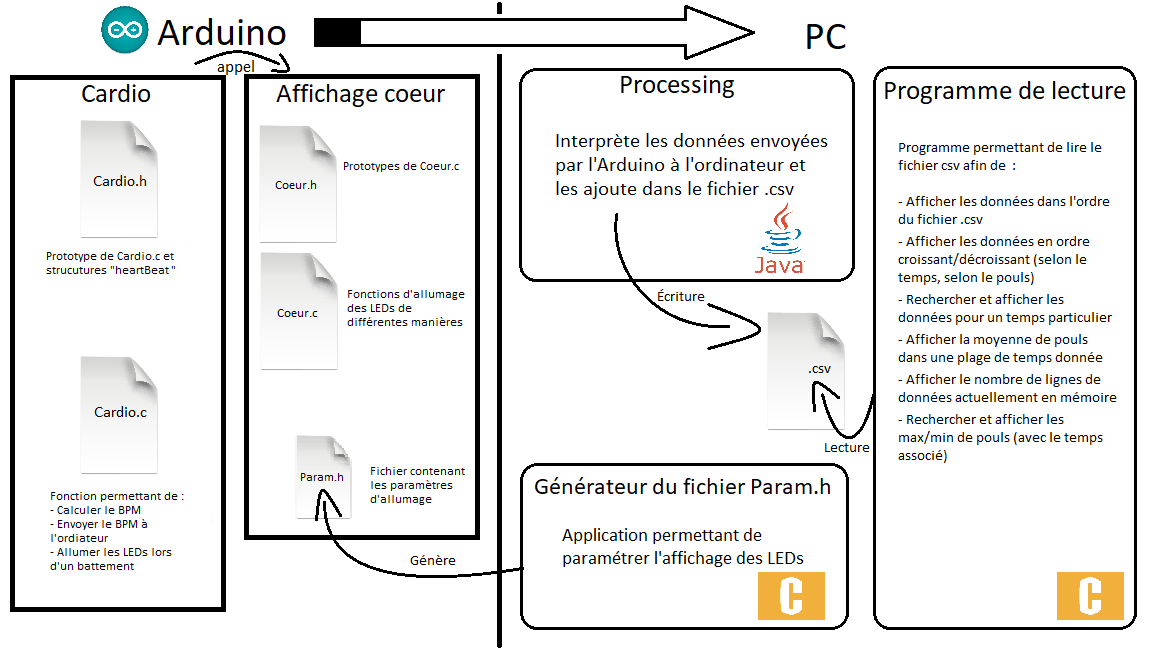 Arduino
PC
appel
Cardio
Cardio.h
Prototype de Cardio.c et
strucutures "heartBeat"
Cardio.c
Fonction permettant de :
- Calculer le BPM
- Envoyer le BPM à
l'ordiateur
- Allumer les LEDs lors
d'un battement
Affichage coeur
Coeur.h
Prototypes de Coeur.c
Coeur.c
Fonctions d'allumage
des LEDs de
différentes manières
Param.h
Fichier contenant
les paramètres
d'allumage
Génère
Processing
Interprète les données envoyées
par l'Arduino à l'ordinateur et
les ajoute dans le fichier .csv
Java
Écriture
.csv
Lecture
Générateur du fichier Param.h
Application permettant de
paramétrer l'affichage des LEDs
C
Programme de lecture
Programme permettant de lire le
fichier csv afin de :
- Afficher les données dans l'ordre
du fichier .csv
- Afficher les données en ordre
croissant/décroissant (selon le
temps, selon le pouls)
- Rechercher et afficher les
données pour un temps particulier
- Afficher la moyenne de pouls
dans une plage de temps donnée
- Afficher le nombre de lignes de
données actuellement en mémoire
- Rechercher et afficher les
max/min de pouls (avec le temps
associé)
C